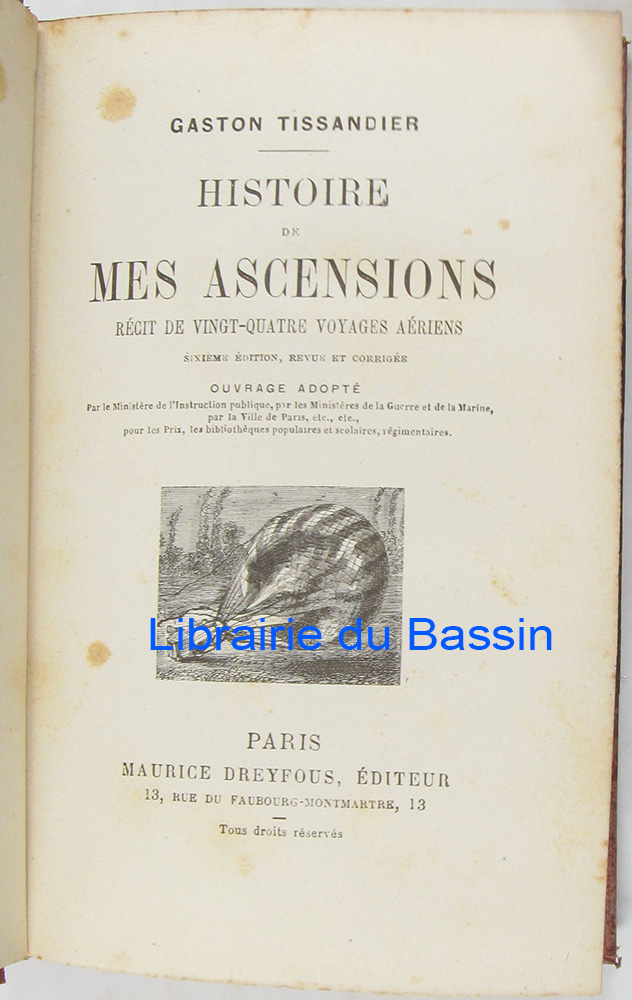 GASTON TISSANDIER
HISTOIRE
DE
MES ASCENSIONS
RÉCIT DE VINGT-QUATRE VOYAGES AÉRIENS
SIXIÈME ÉDITION, REVUE ET CORRIGÉE
OUVRAGE ADOPTÉ
Par le Ministère de l'Instruction publique, par les Ministères de la Guerre et de la Marine,
par la Ville de Paris, etc., etc.,
pour les Prix, les bibliothèques populaires et scolaires, régimentaires.
Librairie du Bassin
PARIS
MAURICE DREYFOUS, ÉDITEUR
13, RUE DU FAUBOURG-MONTMARTRE, 13
Tous droits réservés